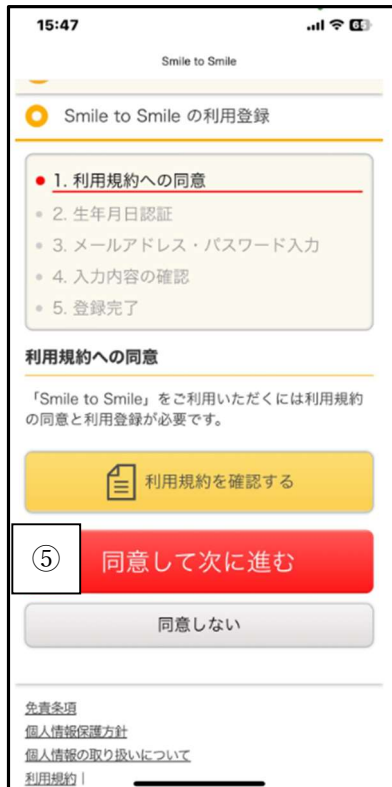 15:47
Smile to Smile
Smile to Smile の利用登録
1. 利用規約への同意
2. 生年月日認証
3. メールアドレス・パスワード入力
4. 入力内容の確認
5. 登録完了
利用規約への同意
「Smile to Smile」をご利用いただくには利用規約
の同意と利用登録が必要です。
利用規約を確認する
⑤ 同意して次に進む
同意しない
免責条項
個人情報保護方針
個人情報の取り扱いについて
利用規約 |